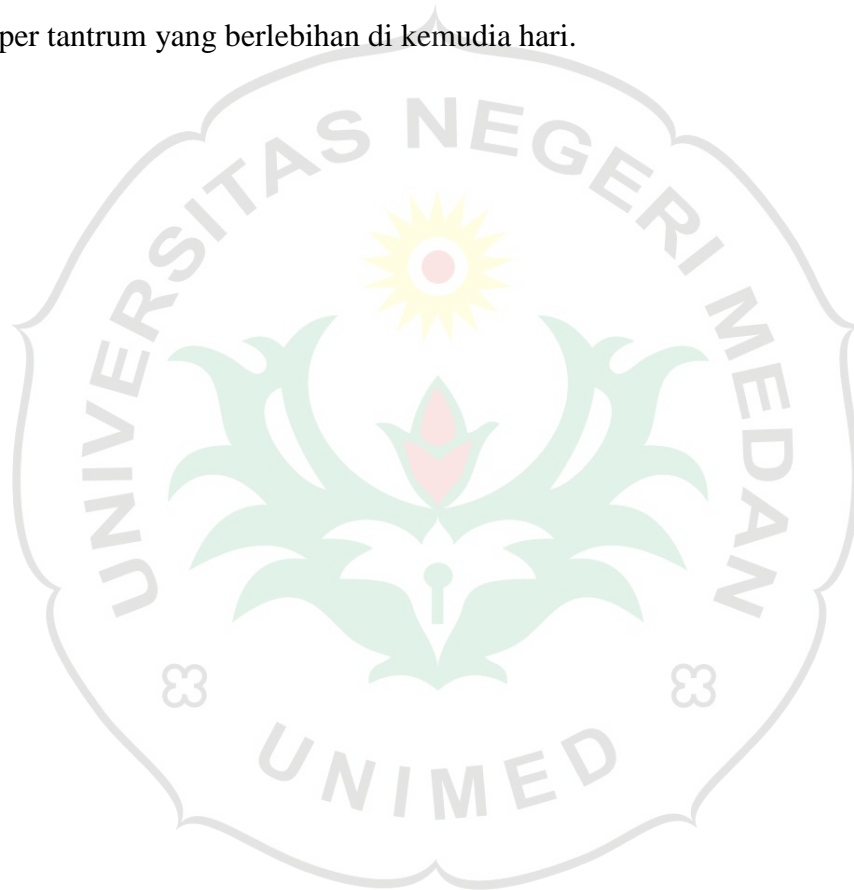 per tantrum yang berlebihan di kemudia hari.
UNIVERSITAS NEGERI MEDAN
UNIMED